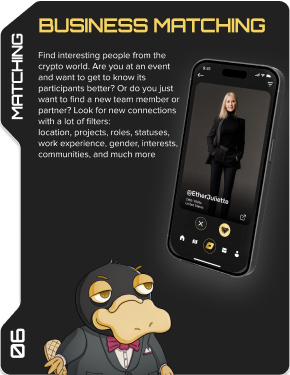 BUSINESS MATCHING
MATCHING
Find interesting people from the
crypto world. Are you at an event
and want to get to know its
participants better? Or do you just
want to find a new team member or
partner? Look for new connections
with a lot of filters:
location, projects, roles, statuses,
work experience, gender, interests,
communities, and much more
@EtherJuliette
06